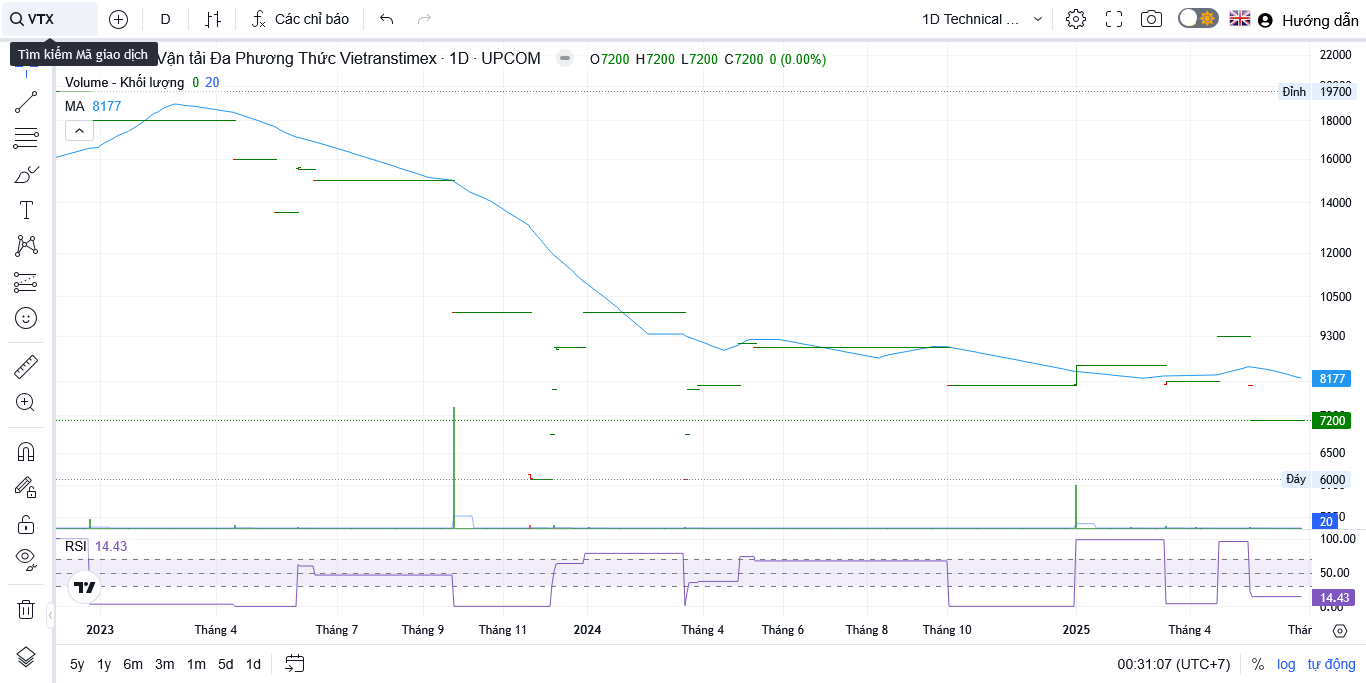 VTX D Các chỉ báo 1D Technical ... Hướng dẫn
Tìm kiếm Mã giao dịch
Vận tải Đa Phương Thức Vietranstimex · 1D · UPCOM O7200 H7200 L7200 C7200 0 (0.00%)
Volume - Khối lượng 0 20
MA 8177
22000
Đỉnh 19700
18000
16000
14000
12000
10500
9300
8177
7200
6500
Đáy 6000
20
RSI 14.43
100.00
50.00
14.43
0.00
2023 Tháng 4 Tháng 7 Tháng 9 Tháng 11 2024 Tháng 4 Tháng 6 Tháng 8 Tháng 10 2025 Tháng 4 Thár
5y 1y 6m 3m 1m 5d 1d 00:31:07 (UTC+7) % log tự động